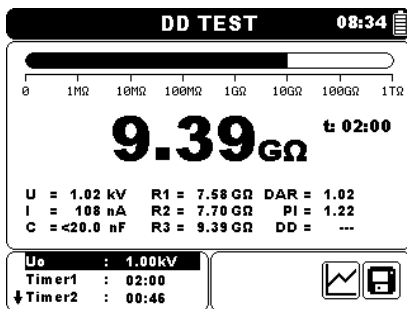 DD TEST 08:34
0 1MΩ 10MΩ 100MΩ 1GΩ 10GΩ 100GΩ 1TΩ
9.39GΩ t: 02:00
U = 1.02 kV R1 = 7.58 GΩ DAR = 1.02
I = 108 nA R2 = 7.70 GΩ PI = 1.22
C =<20.0 nF R3 = 9.39 GΩ DD = ---
Uo : 1.00kV
Timer1 : 02:00
Timer2 : 00:46